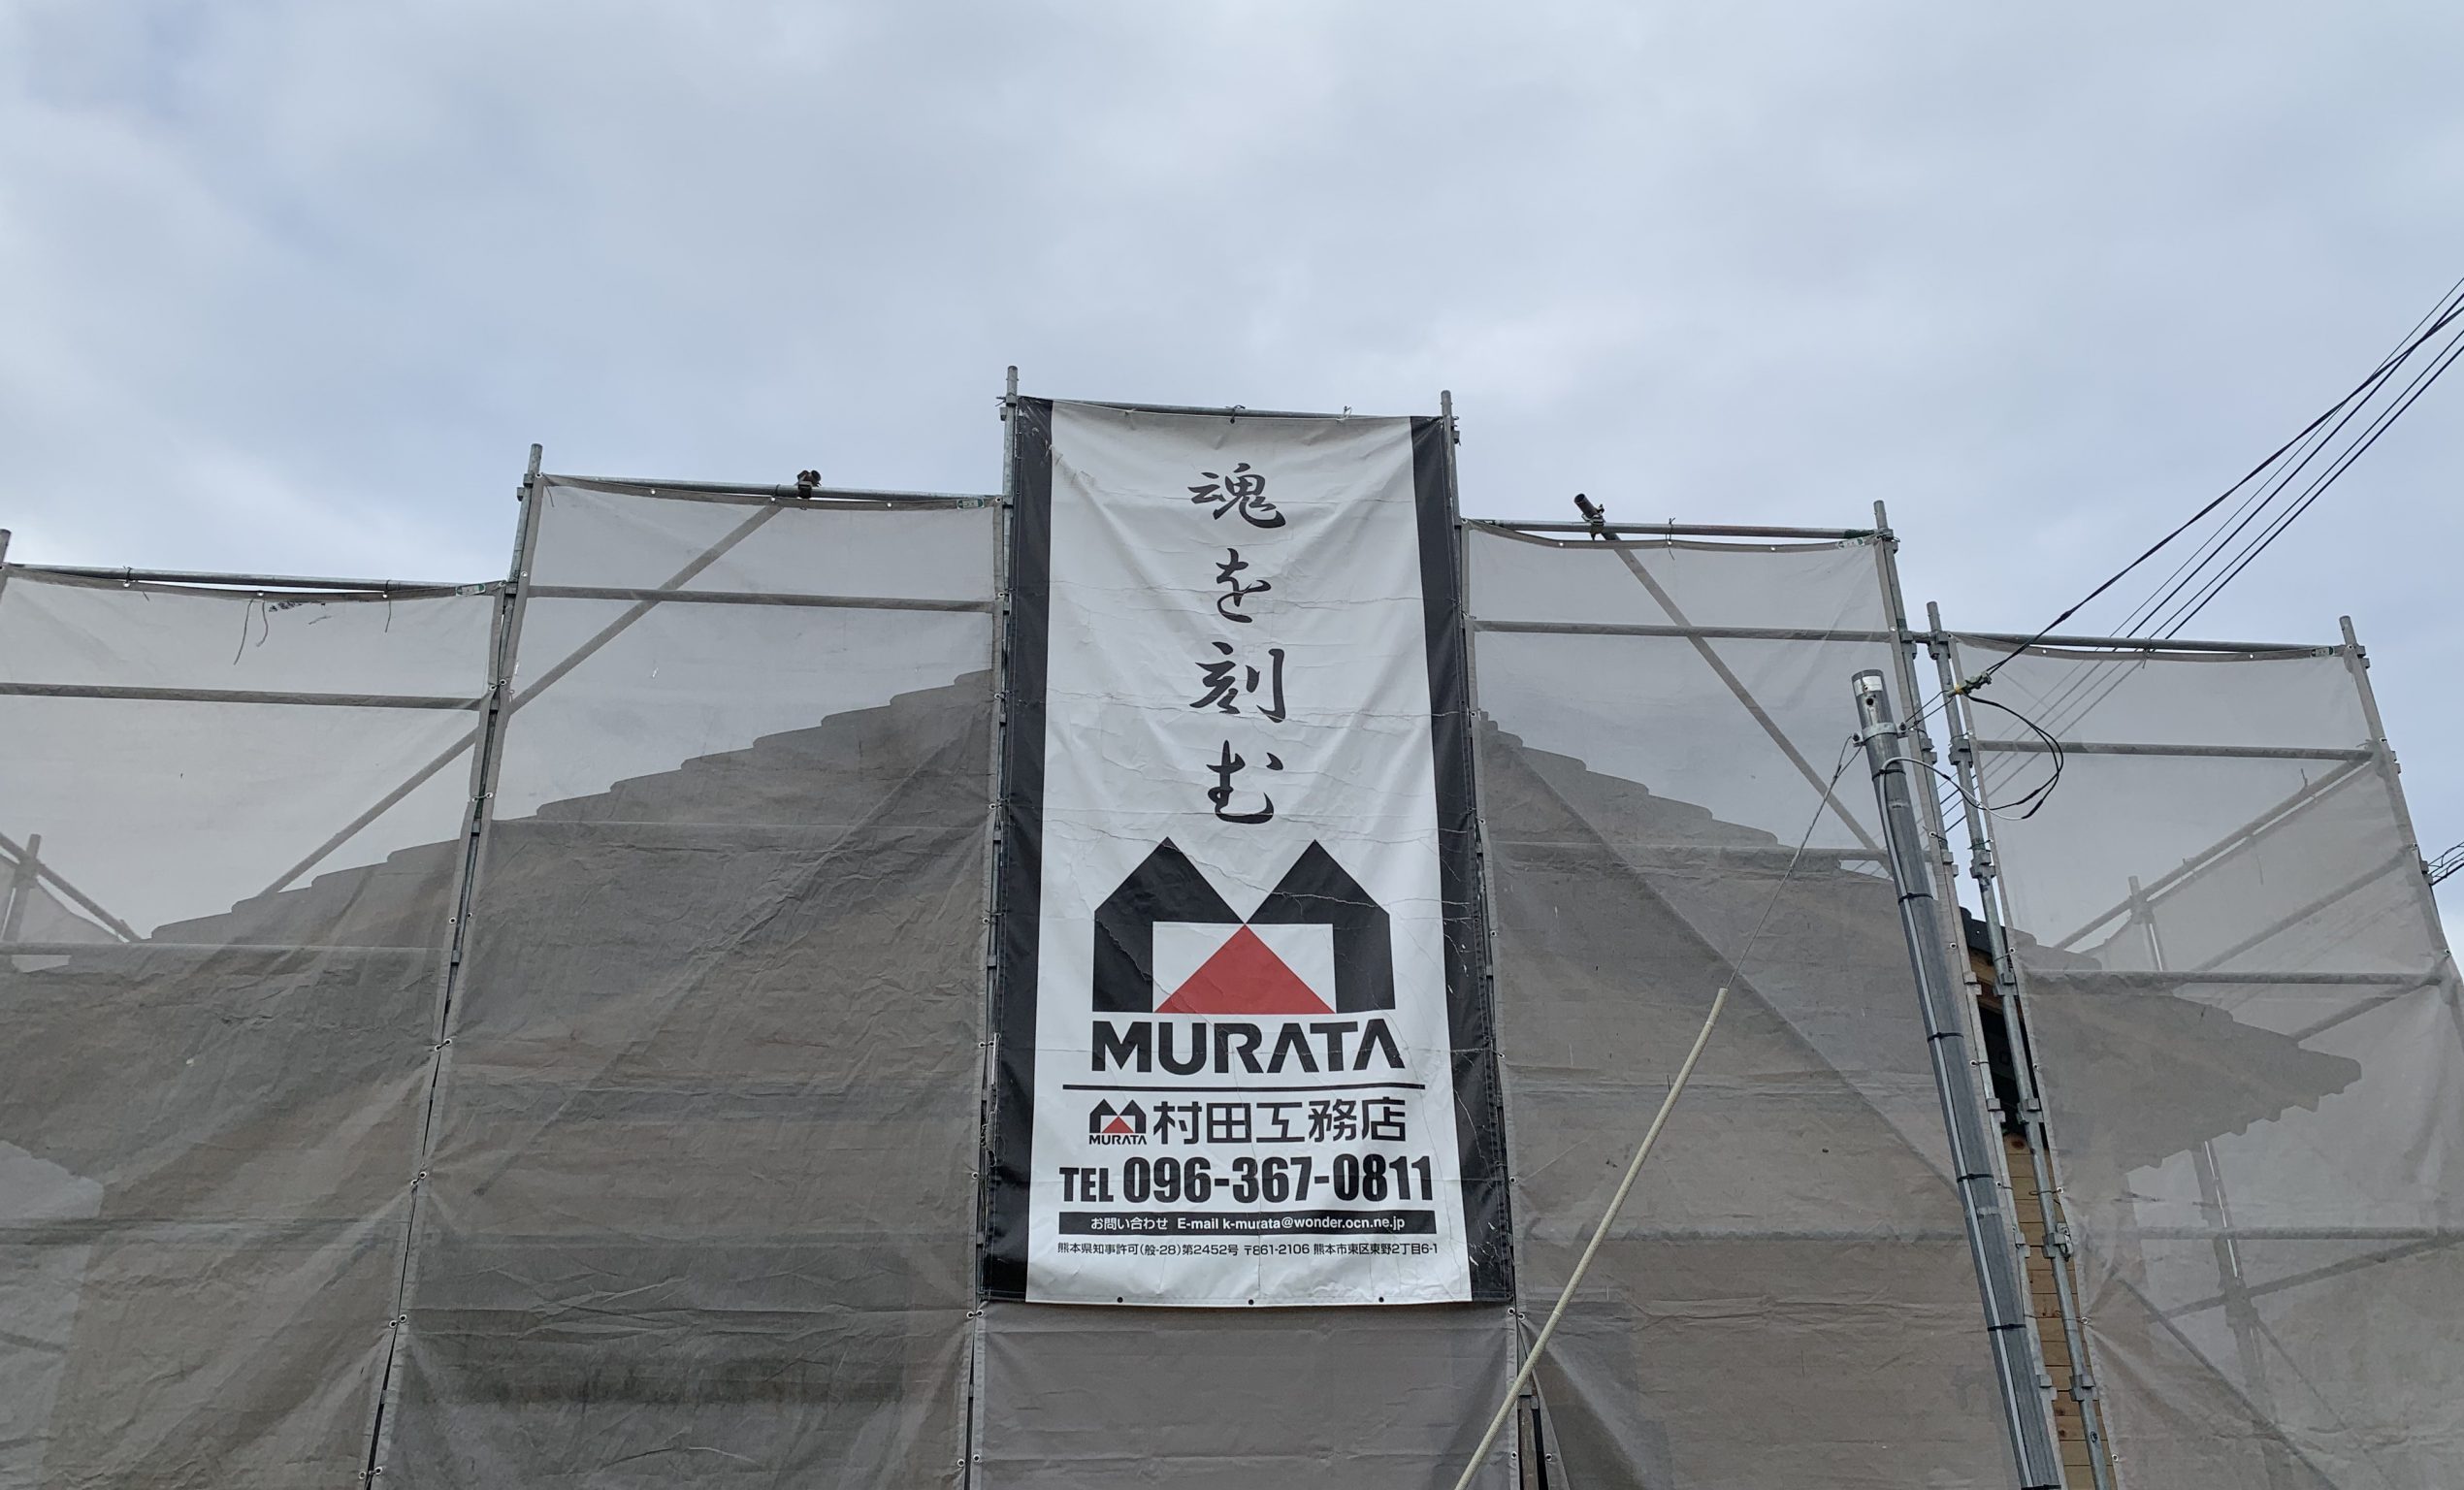 魂を刻む
MURATA
MURATA 村田工務店
TEL 096-367-0811
お問い合わせ E-mail k-murata@wonder.ocn.ne.jp
熊本県知事許可(般-28)第2452号 〒861-2106 熊本市東区東野2丁目6-1